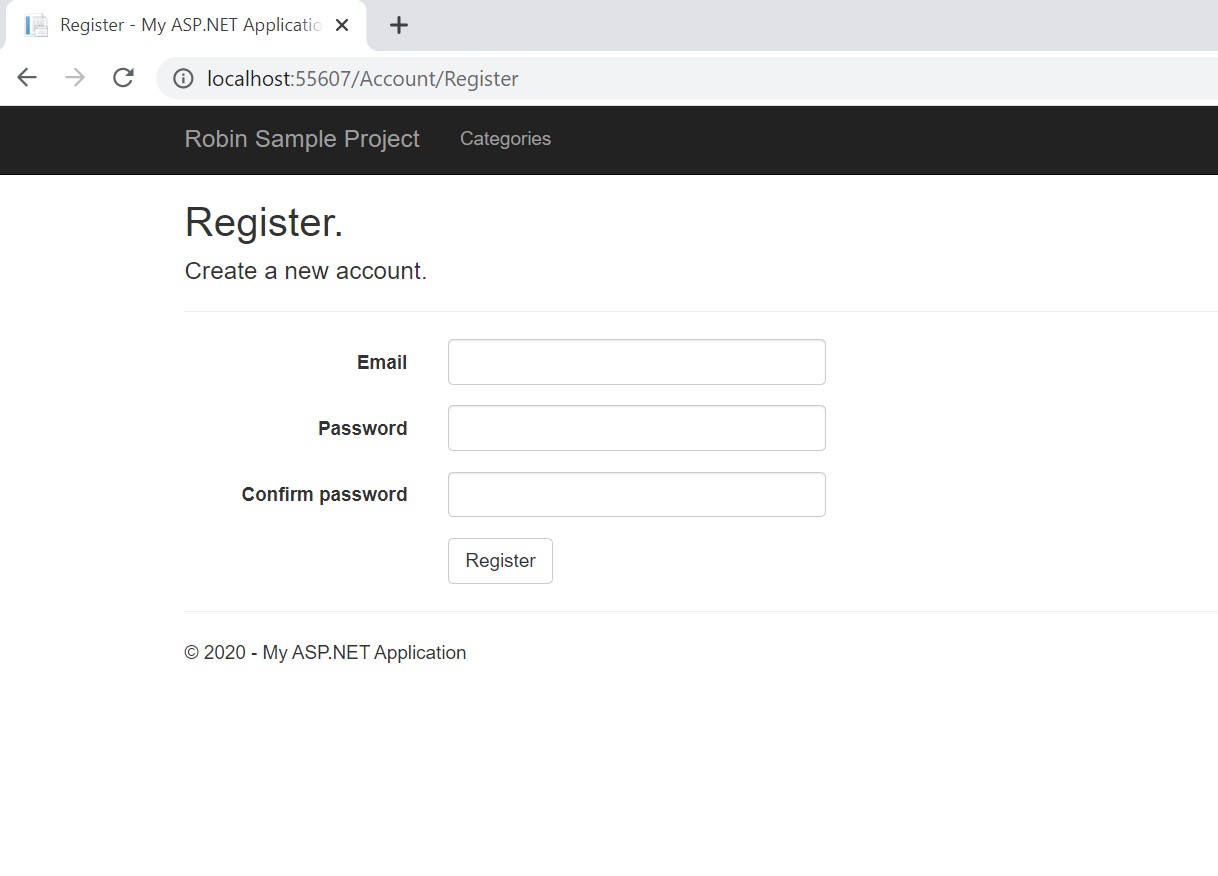 Register - My ASP.NET Applicatio
localhost:55607/Account/Register
Robin Sample Project Categories
Register.
Create a new account.
Email
Password
Confirm password
Register
© 2020 - My ASP.NET Application